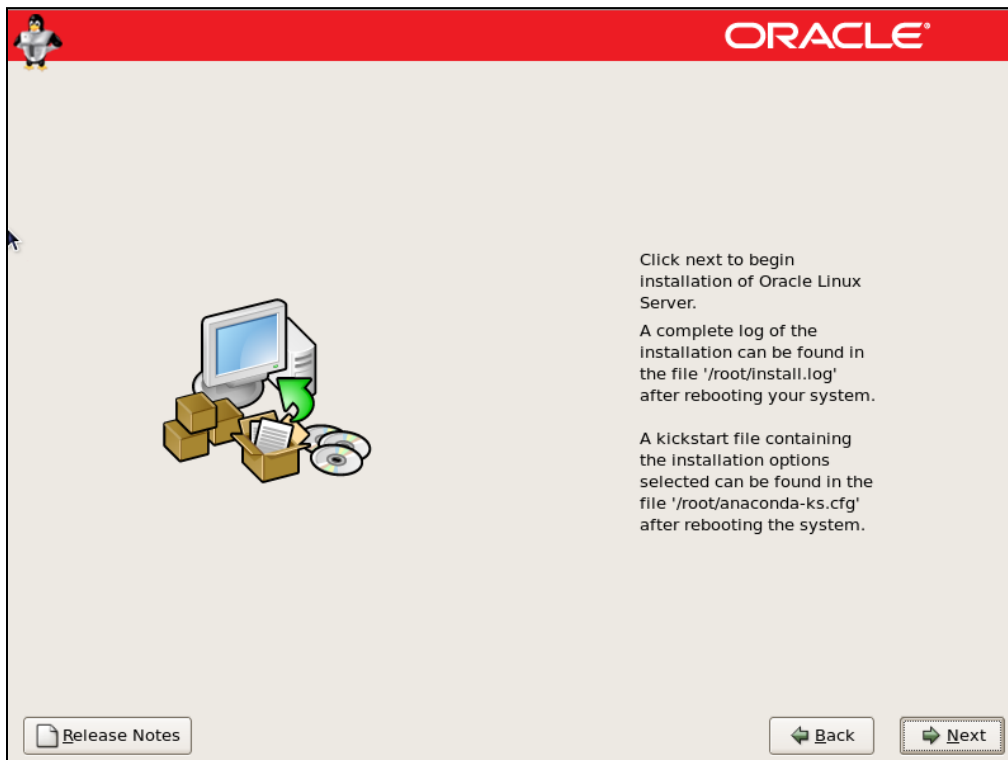 ORACLE®
Click next to begin
installation of Oracle Linux
Server.
A complete log of the
installation can be found in
the file '/root/install.log'
after rebooting your system.
A kickstart file containing
the installation options
selected can be found in the
file '/root/anaconda-ks.cfg'
after rebooting the system.
Release Notes
Back
Next